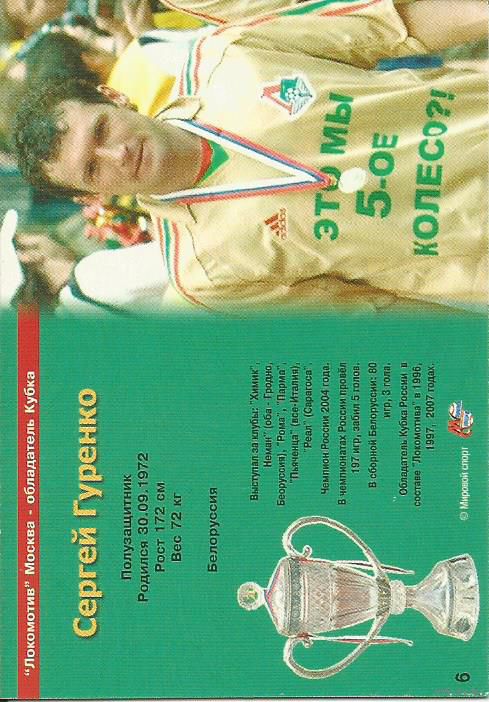 "Локомотив" Москва - обладатель Кубка
Сергей Гуренко
Полузащитник
Родился 30.09.1972
Рост 172 см
Вес 72 кг
Белоруссия
Выступал за клубы: "Химик",
Неман" (оба - Гродно,
Беоруссия), "Рома", "Парма",
"Пьяченца" (все-Италия),
"Реал" (Сарагоса"
Чемпион России 2004 года.
В чемпионатах России провёл
197 игр, забил 5 голов.
В сборной Белоруссии: 80
игр, 3 гола.
Обладатель Кубка России в
составе "Локомотива" в 1996,
1997, 2007 годах.
© Мировой спорт
6
adidas
ЭТО МЫ
5-ОЕ
КОЛЕСО?!